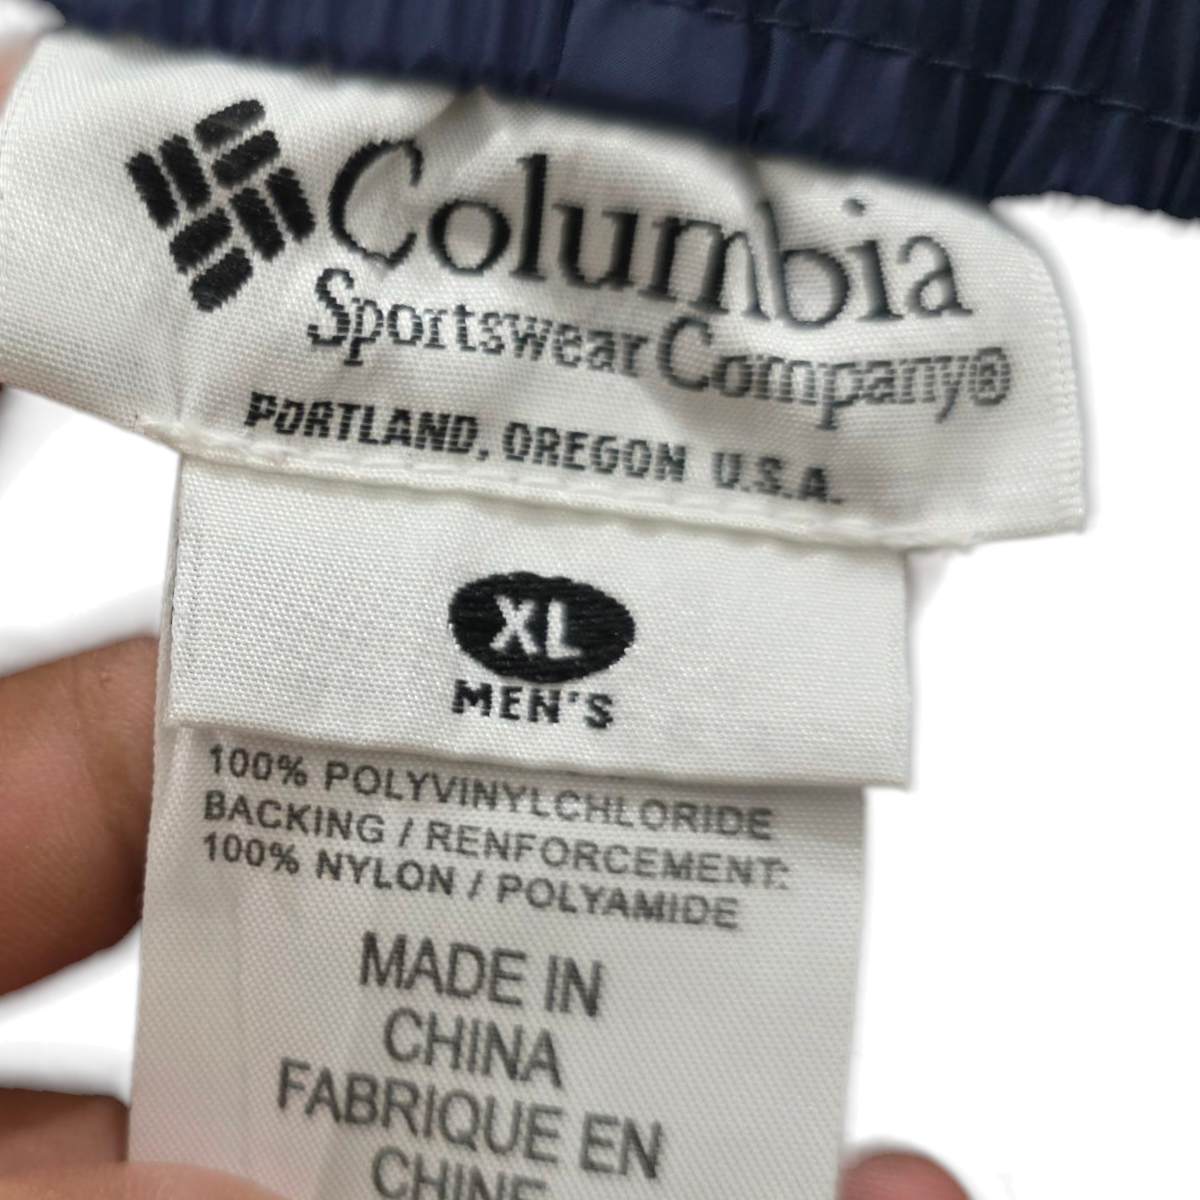 Columbia
Sportswear Company®
PORTLAND, OREGON U.S.A.
XL
MEN'S
100% POLYVINYLCHLORIDE
BACKING / RENFORCEMENT:
100% NYLON / POLYAMIDE
MADE IN
CHINA
FABRIQUE EN
CHINE